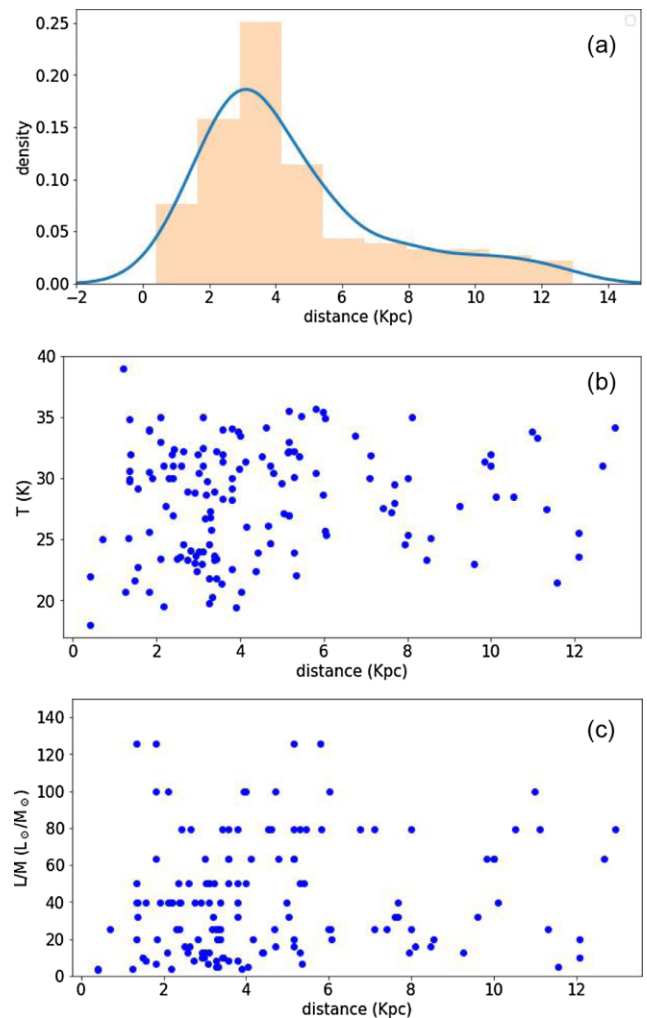 (a)
density
0.25
0.20
0.15
0.10
0.05
0.00
−2 0 2 4 6 8 10 12 14
distance (Kpc)
(b)
T (K)
40
35
30
25
20
0 2 4 6 8 10 12
distance (Kpc)
(c)
L/M (L⊙/M⊙)
140
120
100
80
60
40
20
0
0 2 4 6 8 10 12
distance (Kpc)